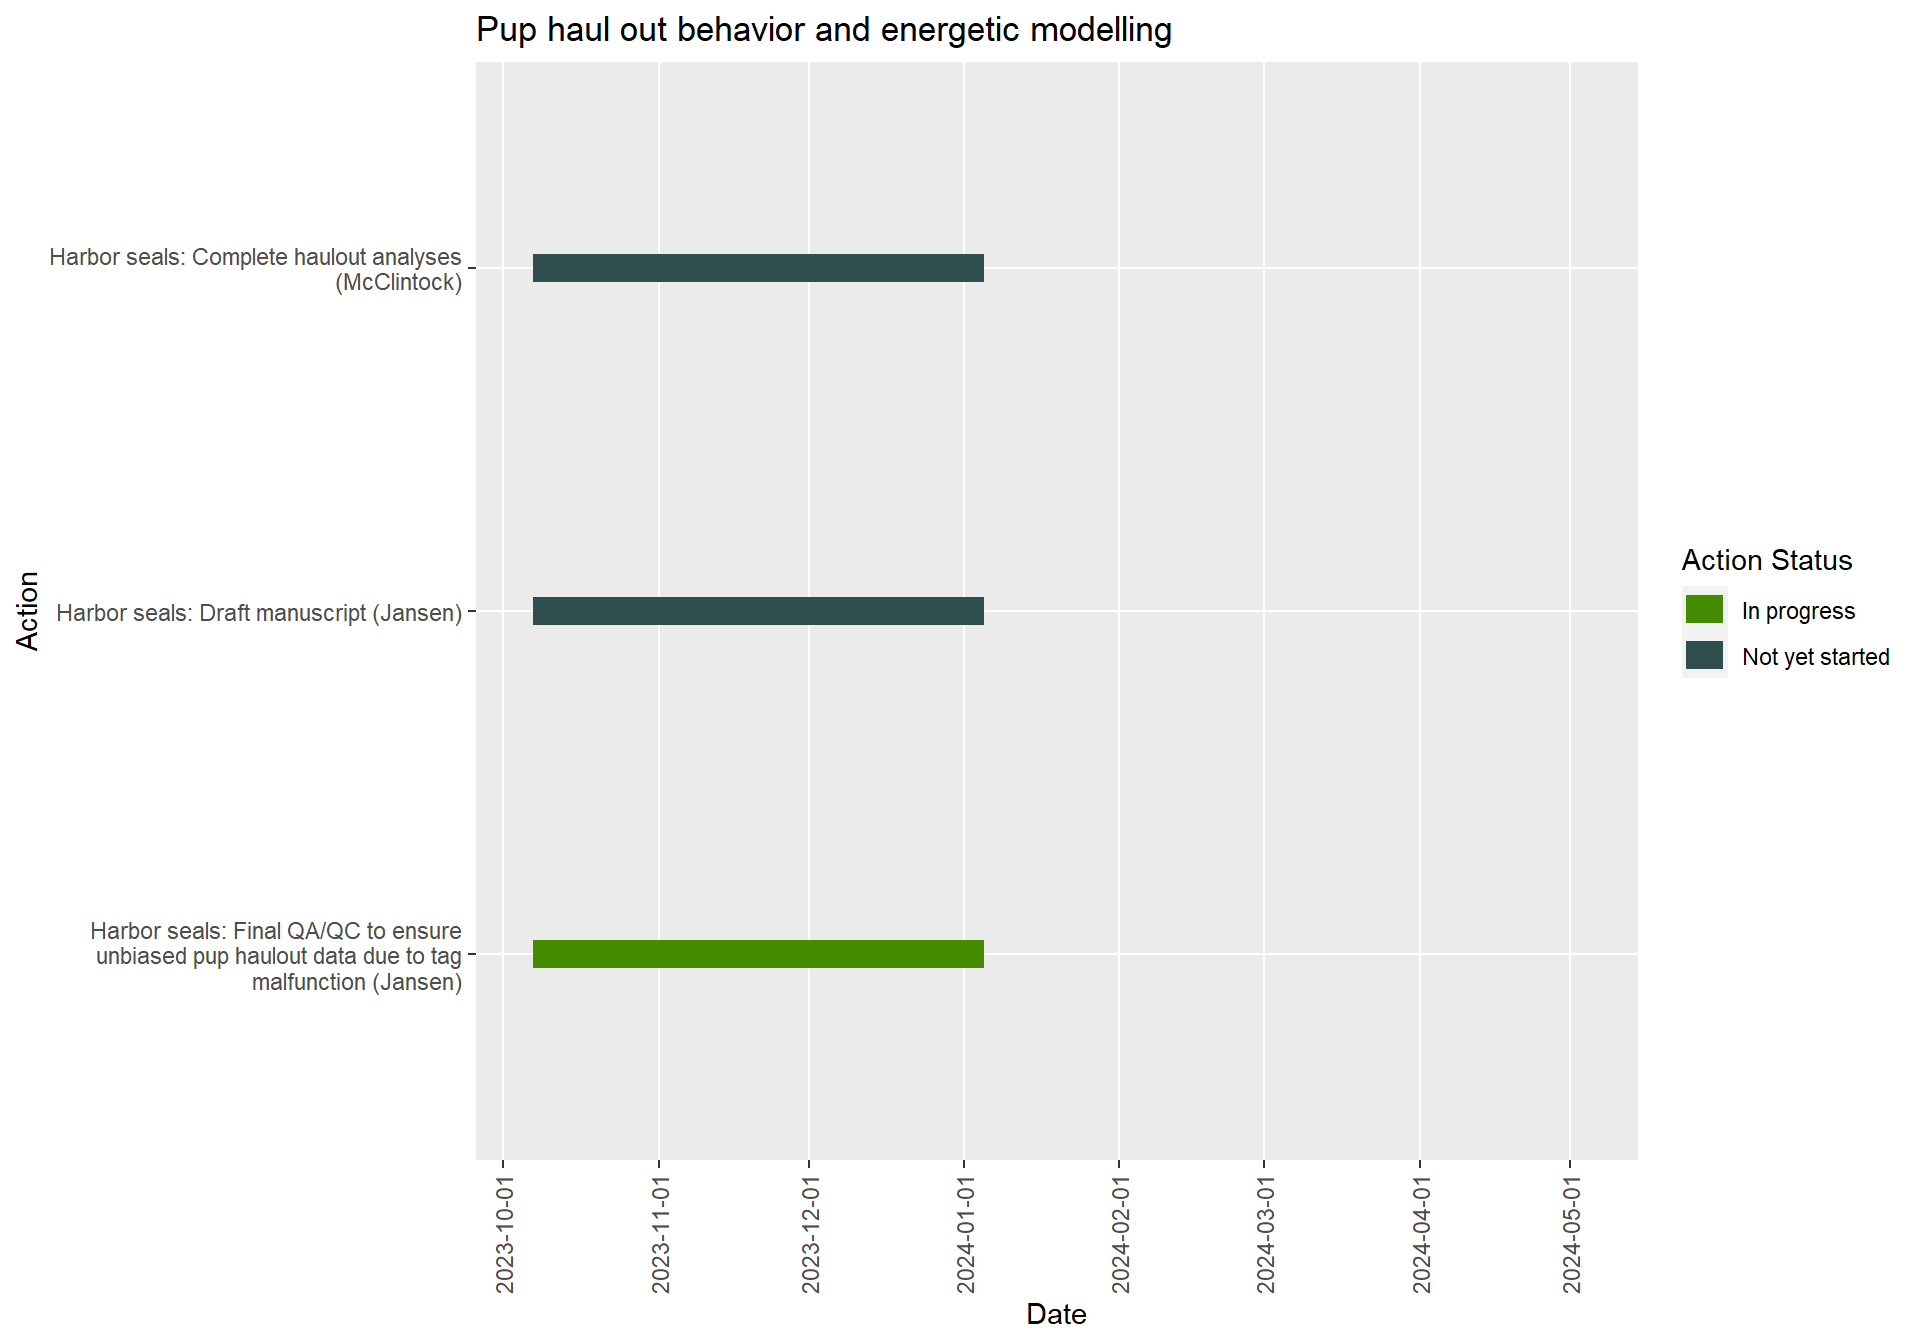 Pup haul out behavior and energetic modelling
Harbor seals: Complete haulout analyses
(McClintock)
Harbor seals: Draft manuscript (Jansen)
Harbor seals: Final QA/QC to ensure
unbiased pup haulout data due to tag
malfunction (Jansen)
Action
2023-10-01
2023-11-01
2023-12-01
2024-01-01
2024-02-01
2024-03-01
2024-04-01
2024-05-01
Date
Action Status
In progress
Not yet started